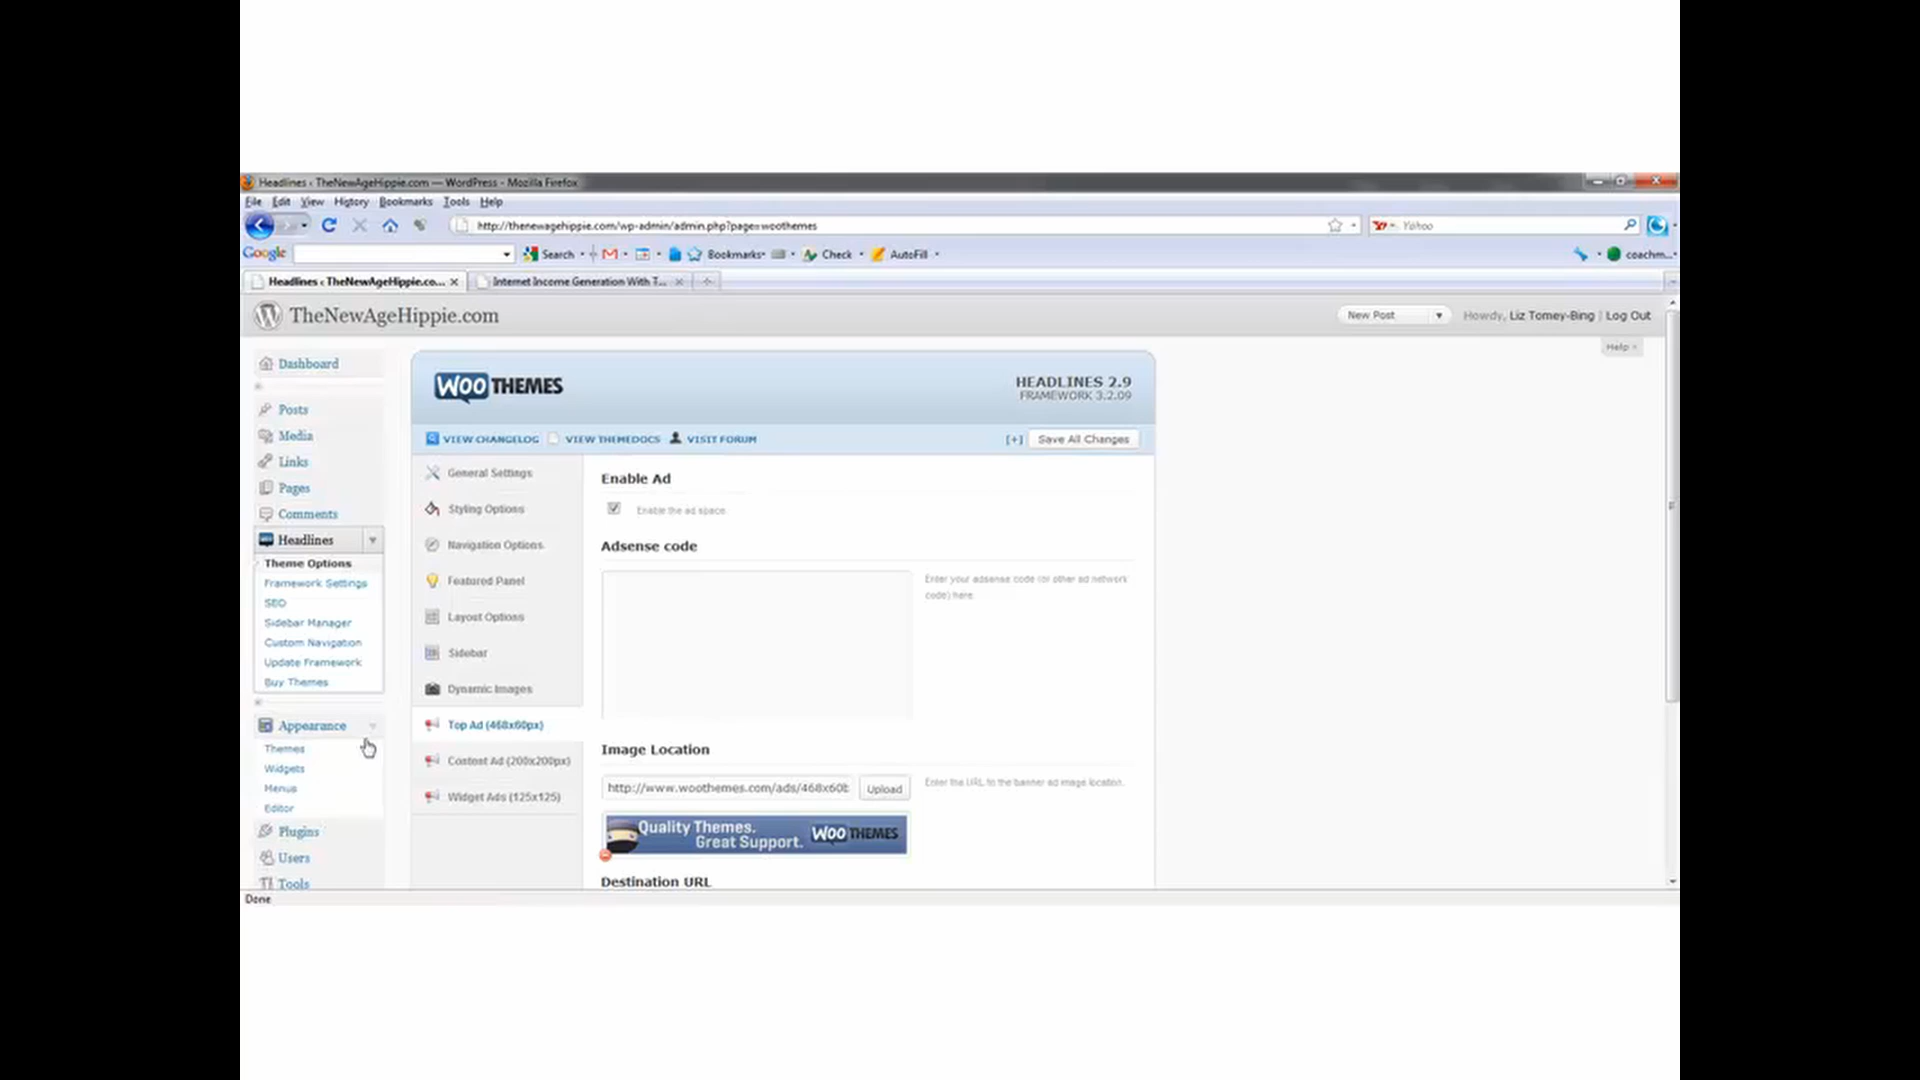 Headlines ‹ TheNewAgeHippie.com — WordPress - Mozilla Firefox
File Edit View History Bookmarks Tools Help
http://thenewagehippie.com/wp-admin/admin.php?page=woothemes
Yahoo
Google
Search
Bookmarks
Check
AutoFill
coachm...
Headlines ‹ TheNewAgeHippie.co...
Internet Income Generation With T...
TheNewAgeHippie.com
New Post
Howdy, Liz Tomey-Bing | Log Out
Help
Dashboard
Posts
Media
Links
Pages
Comments
Headlines
Theme Options
Framework Settings
SEO
Sidebar Manager
Custom Navigation
Update Framework
Buy Themes
Appearance
Themes
Widgets
Menus
Editor
Plugins
Users
Tools
WOO THEMES
HEADLINES 2.9
FRAMEWORK 3.2.09
VIEW CHANGELOG VIEW THEMEDOCS VISIT FORUM
[+] Save All Changes
General Settings
Styling Options
Navigation Options
Featured Panel
Layout Options
Sidebar
Dynamic Images
Top Ad (468x60px)
Content Ad (200x200px)
Widget Ads (125x125)
Enable Ad
Enable the ad space
Adsense code
Enter your adsense code (or other ad network
code) here.
Image Location
http://www.woothemes.com/ads/468x60b
Upload
Enter the URL to the banner ad image location.
Quality Themes.
Great Support.
WOO THEMES
Destination URL
Done